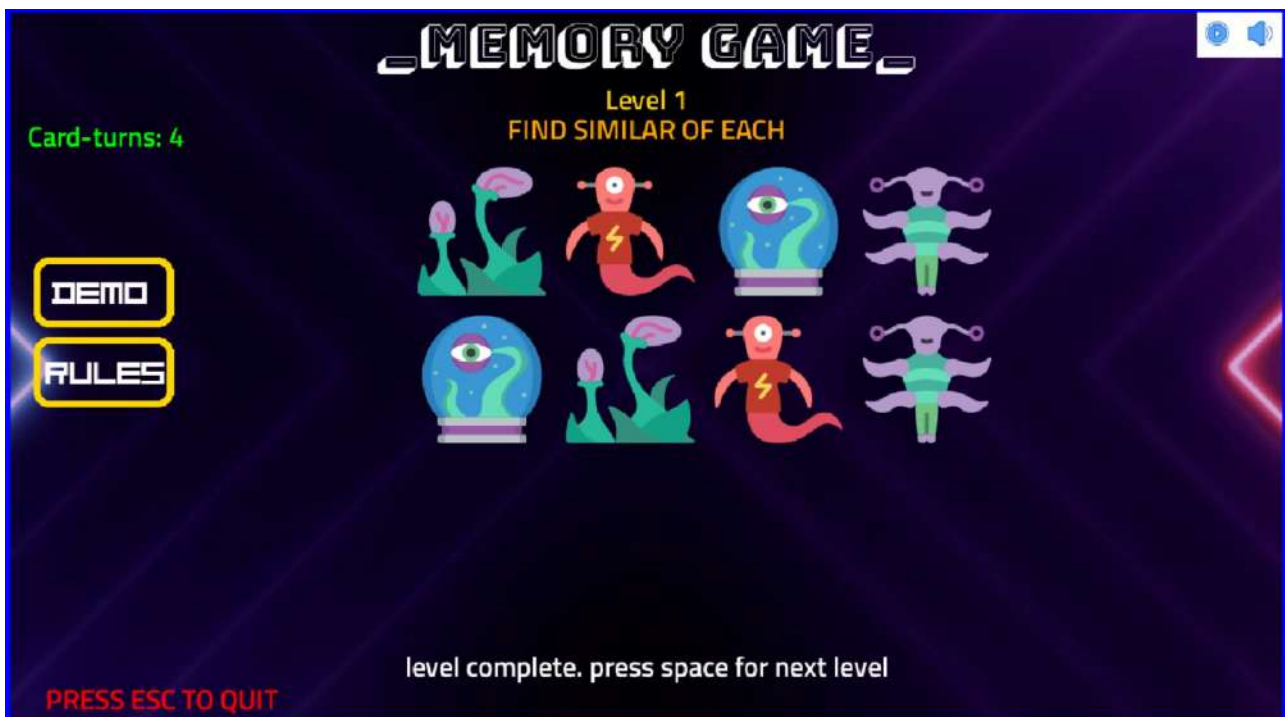 _MEMORY GAME_
Level 1
FIND SIMILAR OF EACH
Card-turns: 4
DEMO
RULES
level complete. press space for next level
PRESS ESC TO QUIT